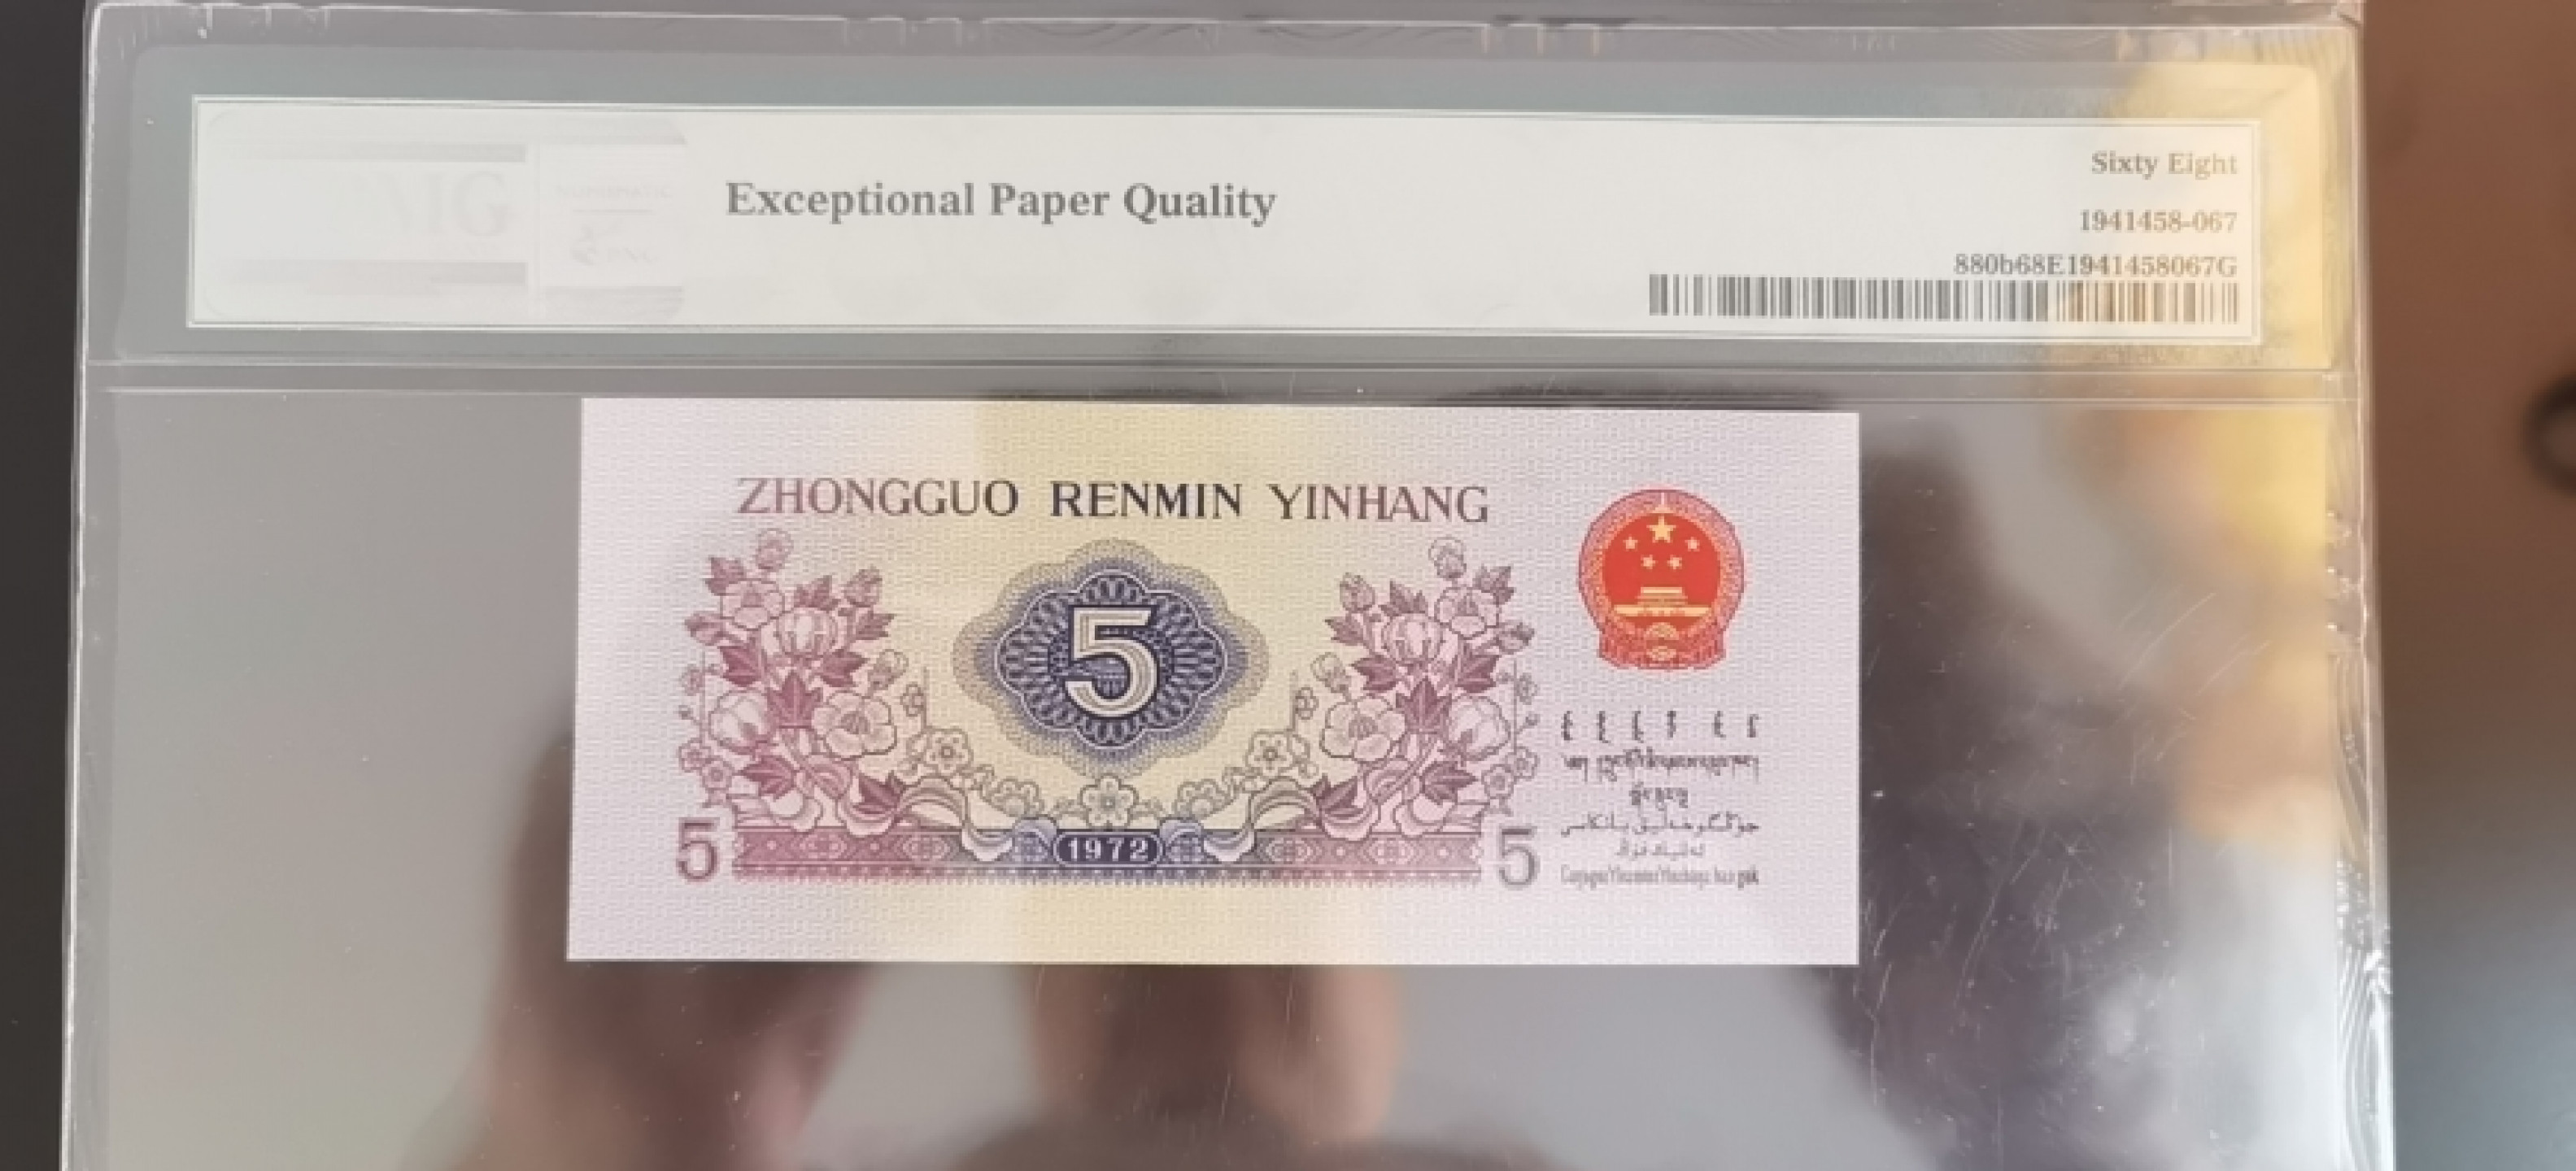 Exceptional Paper Quality
Sixty Eight
1941458-067
880b68E1941458067G
ZHONGGUO RENMIN YINHANG
5
1972
5 5